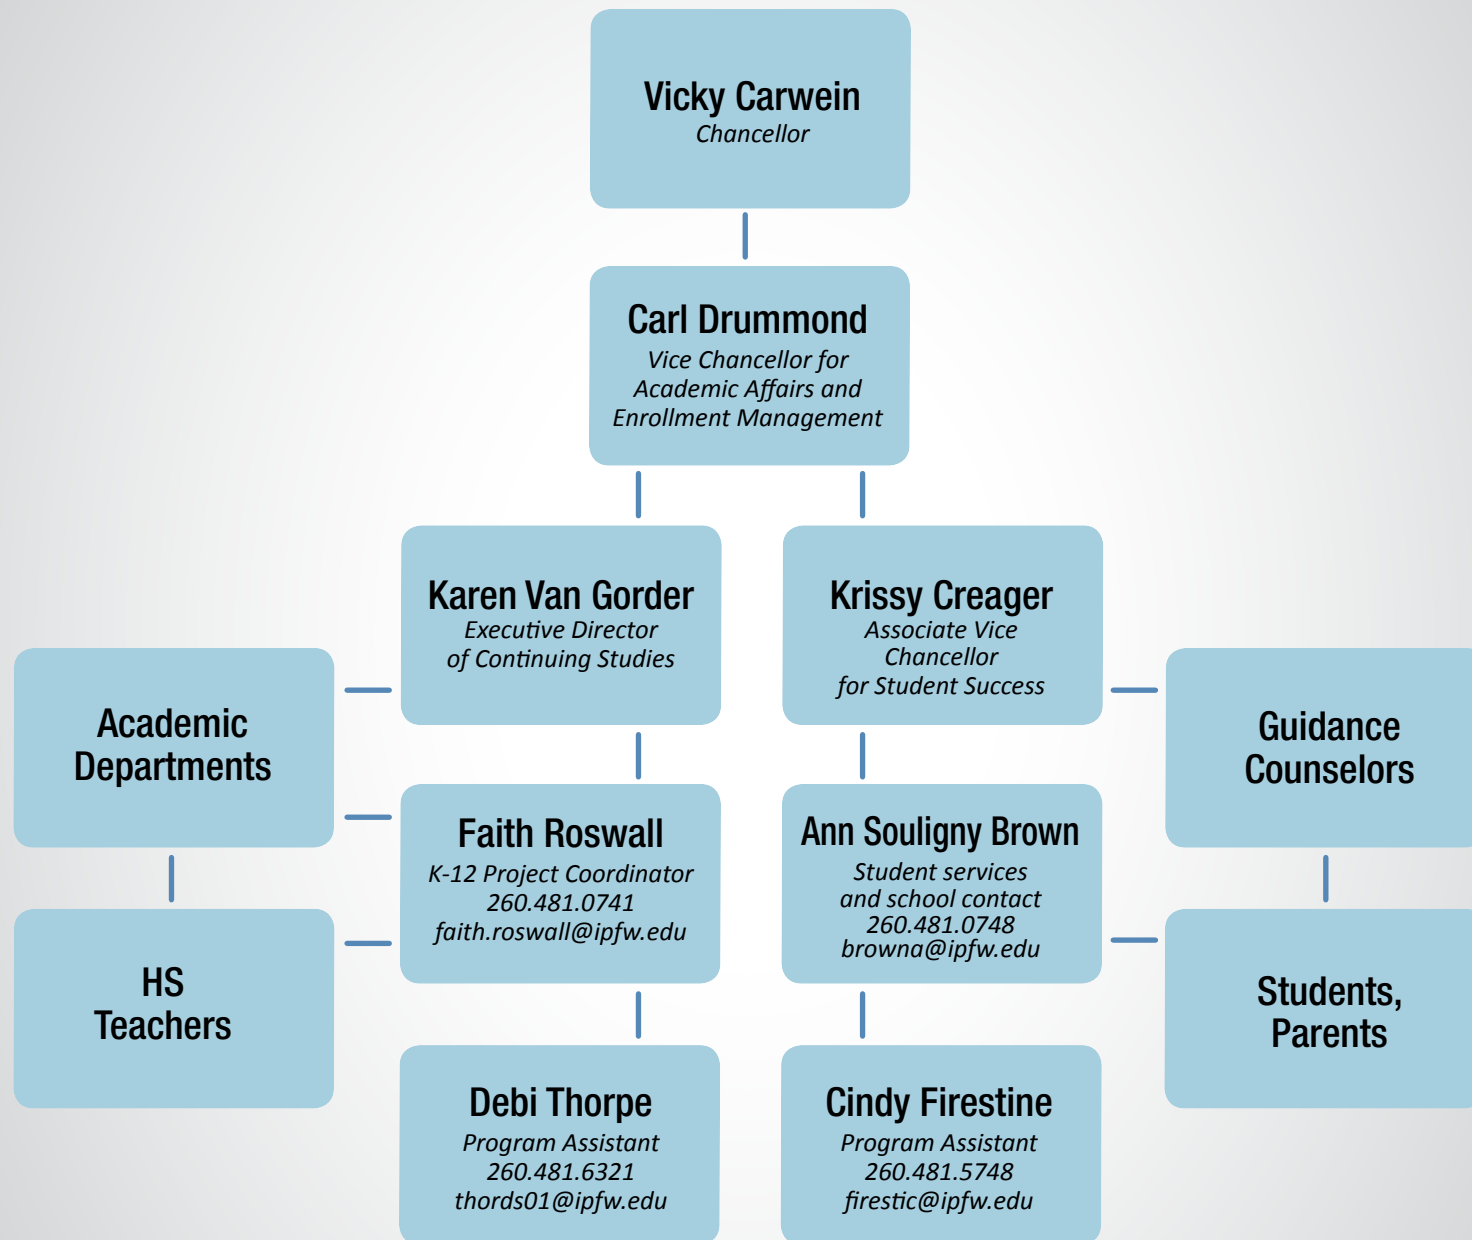 Vicky Carwein
Chancellor
Carl Drummond
Vice Chancellor for
Academic Affairs and
Enrollment Management
Karen Van Gorder
Executive Director
of Continuing Studies
Krissy Creager
Associate Vice
Chancellor
for Student Success
Academic
Departments
Guidance
Counselors
Faith Roswall
K-12 Project Coordinator
260.481.0741
faith.roswall@ipfw.edu
Ann Souligny Brown
Student services
and school contact
260.481.0748
browna@ipfw.edu
HS
Teachers
Students,
Parents
Debi Thorpe
Program Assistant
260.481.6321
thords01@ipfw.edu
Cindy Firestine
Program Assistant
260.481.5748
firestic@ipfw.edu